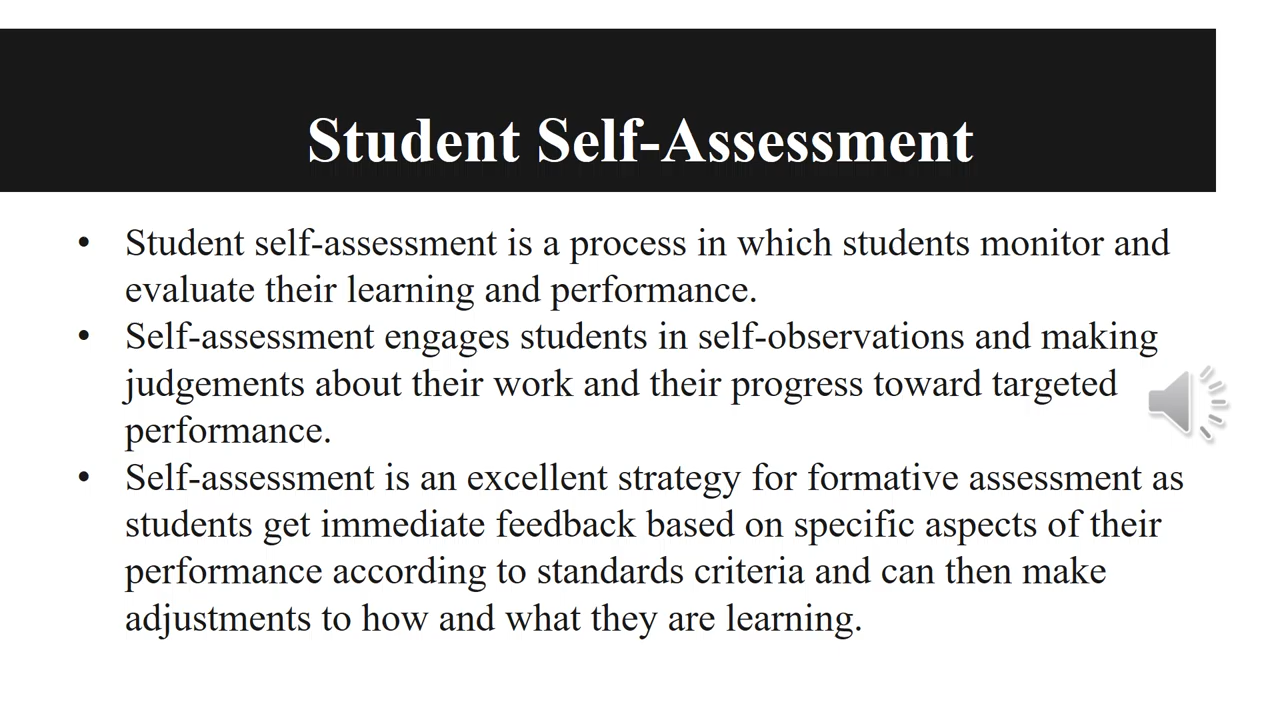 Student Self-Assessment
• Student self-assessment is a process in which students monitor and
evaluate their learning and performance.
• Self-assessment engages students in self-observations and making
judgements about their work and their progress toward targeted
performance.
• Self-assessment is an excellent strategy for formative assessment as
students get immediate feedback based on specific aspects of their
performance according to standards criteria and can then make
adjustments to how and what they are learning.